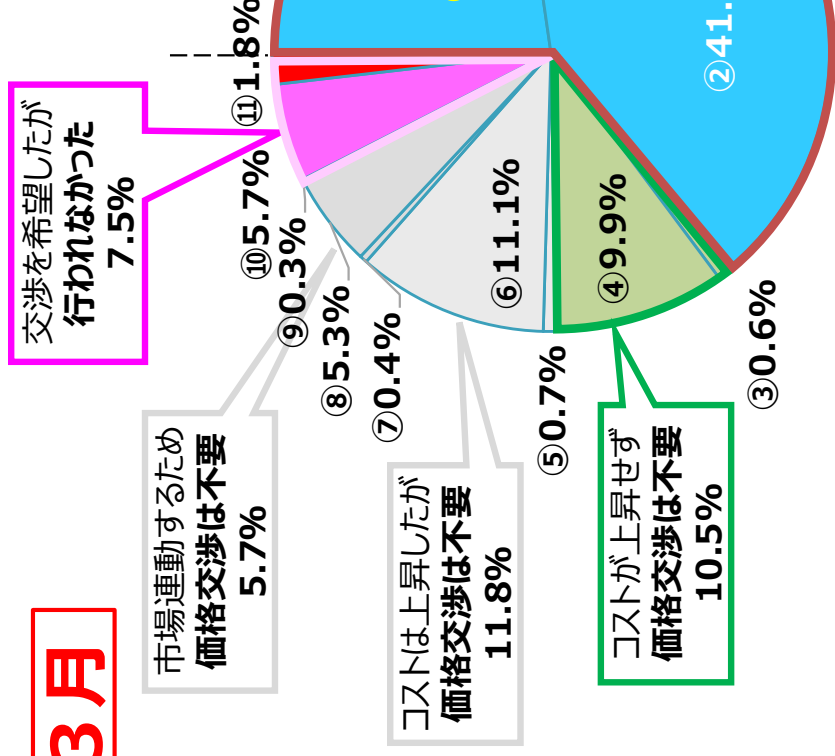 ３月
交渉を希望したが
行われなかった
7.5%
市場連動するため
価格交渉は不要
5.7%
コストは上昇したが
価格交渉は不要
11.8%
コストが上昇せず
価格交渉は不要
10.5%
⑪1.8%
⑩5.7%
⑨0.3%
⑧5.3%
⑦0.4%
⑥11.1%
⑤0.7%
④9.9%
③0.6%
②41.